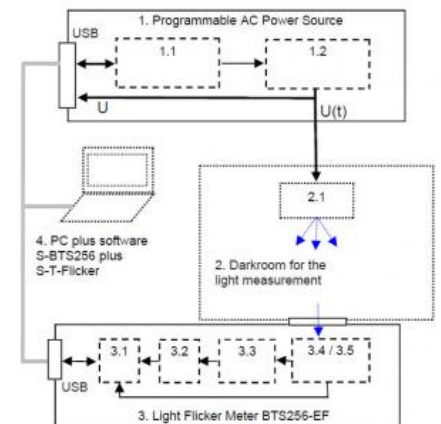 1. Programmable AC Power Source
USB
1.1
1.2
U
U(t)
2.1
4. PC plus software
S-BTS256 plus
S-T-Flicker
2. Darkroom for the
light measurement
3.1
3.2
3.3
3.4 / 3.5
USB
3. Light Flicker Meter BTS256-EF